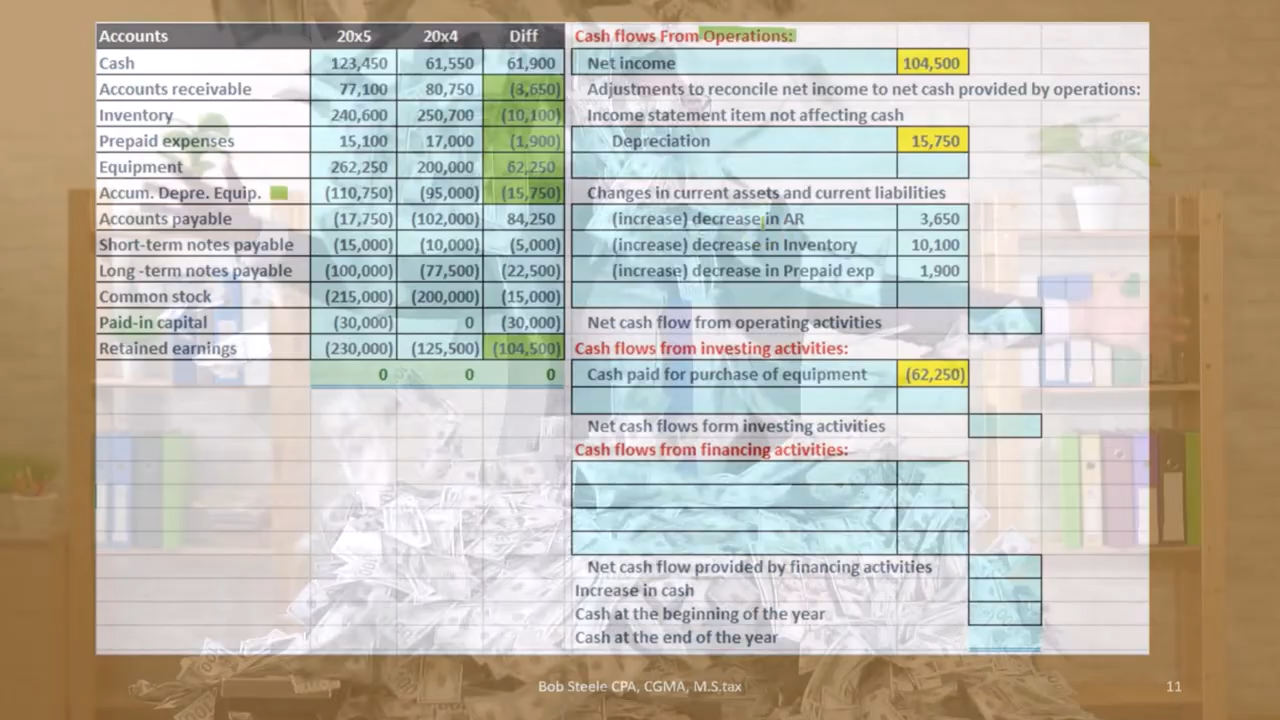 Accounts 20x5 20x4 Diff
Cash 123,450 61,550 61,900
Accounts receivable 77,100 80,750 (3,650)
Inventory 240,600 250,700 (10,100)
Prepaid expenses 15,100 17,000 (1,900)
Equipment 262,250 200,000 62,250
Accum. Depre. Equip. (110,750) (95,000) (15,750)
Accounts payable (17,750) (102,000) 84,250
Short-term notes payable (15,000) (10,000) (5,000)
Long -term notes payable (100,000) (77,500) (22,500)
Common stock (215,000) (200,000) (15,000)
Paid-in capital (30,000) 0 (30,000)
Retained earnings (230,000) (125,500) (104,500)
0 0 0
Cash flows From Operations:
Net income 104,500
Adjustments to reconcile net income to net cash provided by operations:
Income statement item not affecting cash
Depreciation 15,750
Changes in current assets and current liabilities
(increase) decrease in AR 3,650
(increase) decrease in Inventory 10,100
(increase) decrease in Prepaid exp 1,900
Net cash flow from operating activities
Cash flows from investing activities:
Cash paid for purchase of equipment (62,250)
Net cash flows form investing activities
Cash flows from financing activities:
Net cash flow provided by financing activities
Increase in cash
Cash at the beginning of the year
Cash at the end of the year
Bob Steele CPA, CGMA, M.S.tax
11